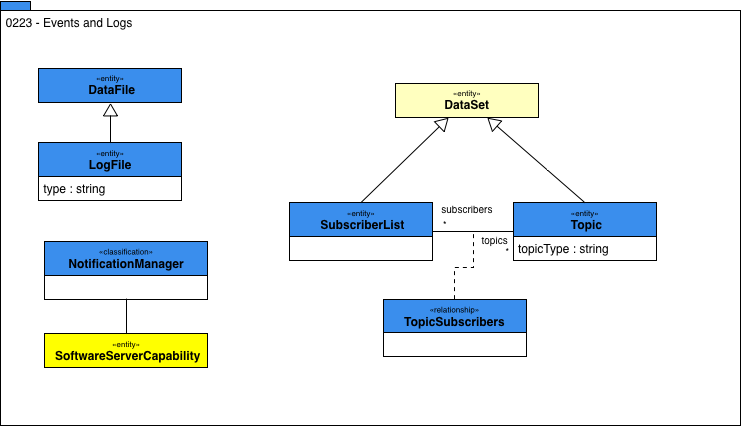 0223 - Events and Logs
«entity»
DataFile
«entity»
LogFile
type : string
«entity»
DataSet
«entity»
SubscriberList
subscribers
*
topics
*
«entity»
Topic
topicType : string
«relationship»
TopicSubscribers
«classification»
NotificationManager
«entity»
SoftwareServerCapability